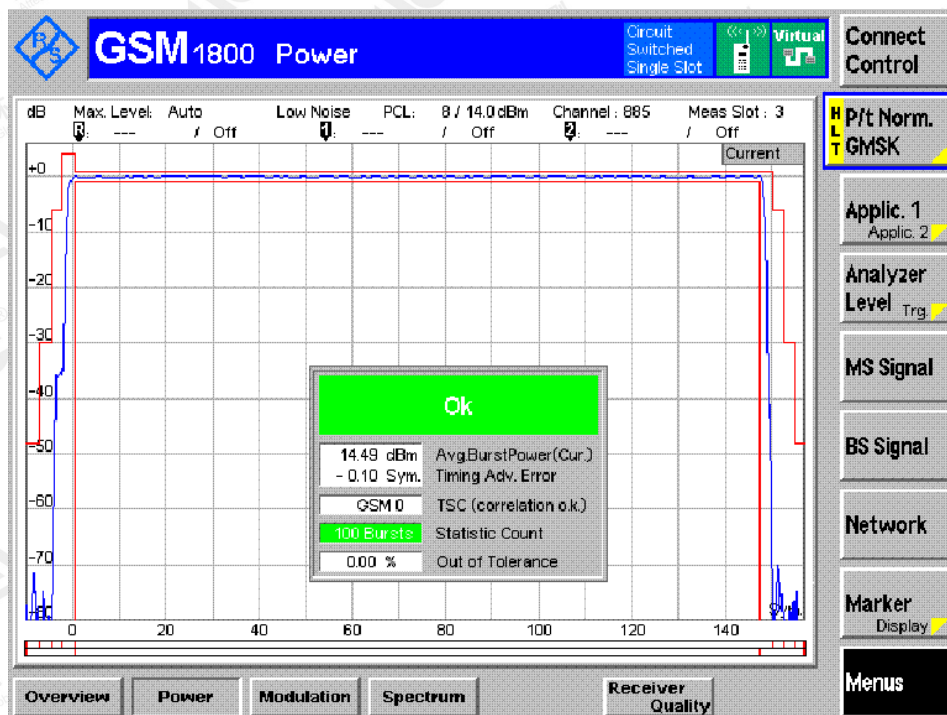 R S
GSM 1800 Power
Circuit
Switched
Single Slot
Virtual
Connect
Control
dB Max. Level: Auto Low Noise PCL: 8 / 14.0 dBm Channel : 885 Meas Slot : 3
R: --- / Off 1: --- / Off 2: --- / Off
Current
H
L
T
P/t Norm.
GMSK
+0
-10
-20
-30
-40
-50
-60
-70
Applic. 1
Applic. 2
Analyzer
Level Trg.
MS Signal
BS Signal
Network
Marker
Display
Menus
Ok
14.49 dBm Avg.BurstPower(Cur.)
- 0.10 Sym. Timing Adv. Error
GSM 0 TSC (correlation o.k.)
100 Bursts Statistic Count
0.00 % Out of Tolerance
0 20 40 60 80 100 120 140
Overview Power Modulation Spectrum Receiver
Quality